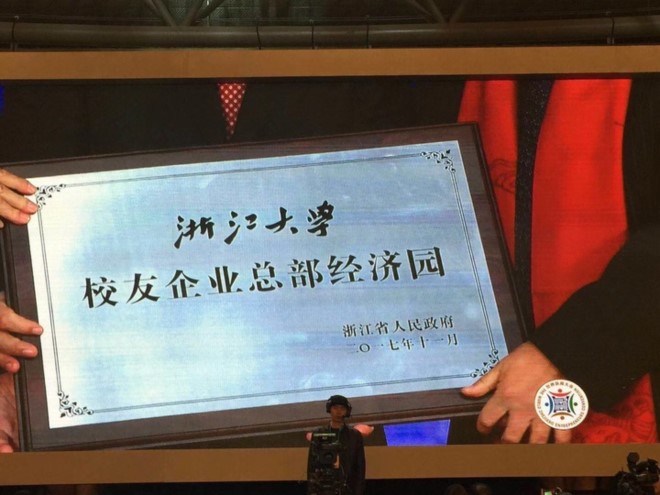 浙江大学
校友企业总部经济园
浙江省人民政府
二〇一七年十一月